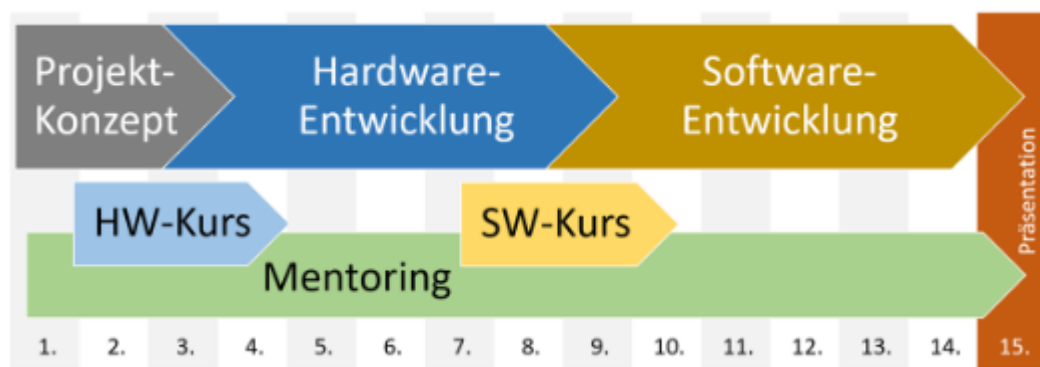 Projekt-
Konzept
Hardware-
Entwicklung
Software-
Entwicklung
HW-Kurs
SW-Kurs
Mentoring
Präsentation
1. 2. 3. 4. 5. 6. 7. 8. 9. 10. 11. 12. 13. 14. 15.